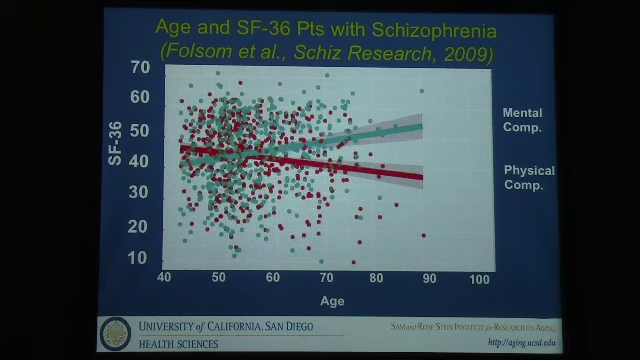 Age and SF-36 Pts with Schizophrenia
(Folsom et al., Schiz Research, 2009)
70
60
50
40
30
20
10
SF-36
Mental
Comp.
Physical
Comp.
40 50 60 70 80 90 100
Age
UNIVERSITY of CALIFORNIA, SAN DIEGO
HEALTH SCIENCES
SAM and ROSE STEIN INSTITUTE for RESEARCH ON AGING
http://aging.ucsd.edu